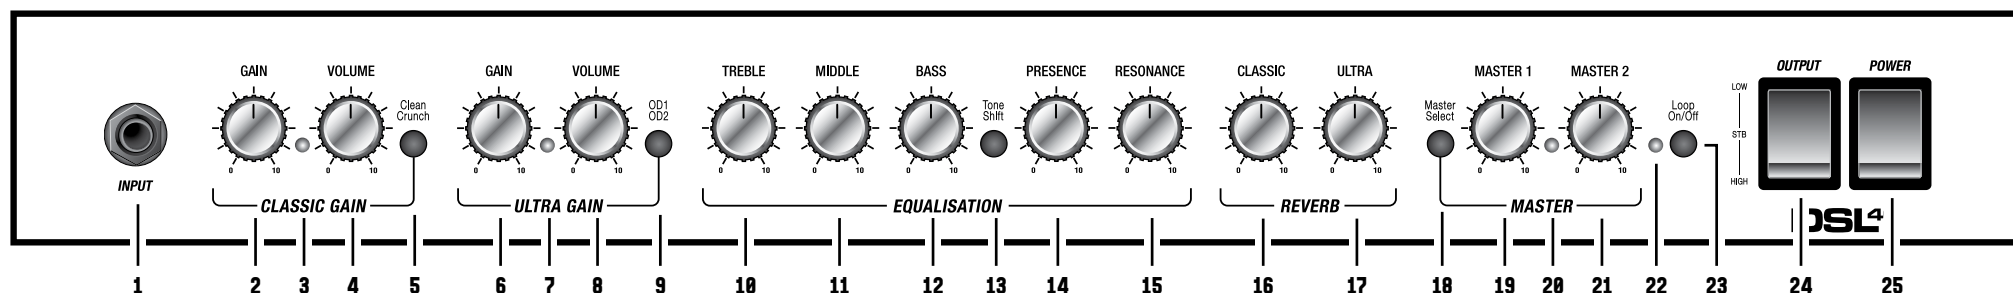 GAIN VOLUME GAIN VOLUME TREBLE MIDDLE BASS PRESENCE RESONANCE CLASSIC ULTRA MASTER 1 MASTER 2 OUTPUT POWER
Clean
Crunch
OD1
OD2
Tone
Shift
Master
Select
Loop
On/Off
LOW
STB
HIGH
0 10 0 10 0 10 0 10 0 10 0 10 0 10 0 10 0 10 0 10 0 10 0 10 0 10
INPUT
CLASSIC GAIN ULTRA GAIN EQUALISATION REVERB MASTER
DSL4
1 2 3 4 5 6 7 8 9 10 11 12 13 14 15 16 17 18 19 20 21 22 23 24 25